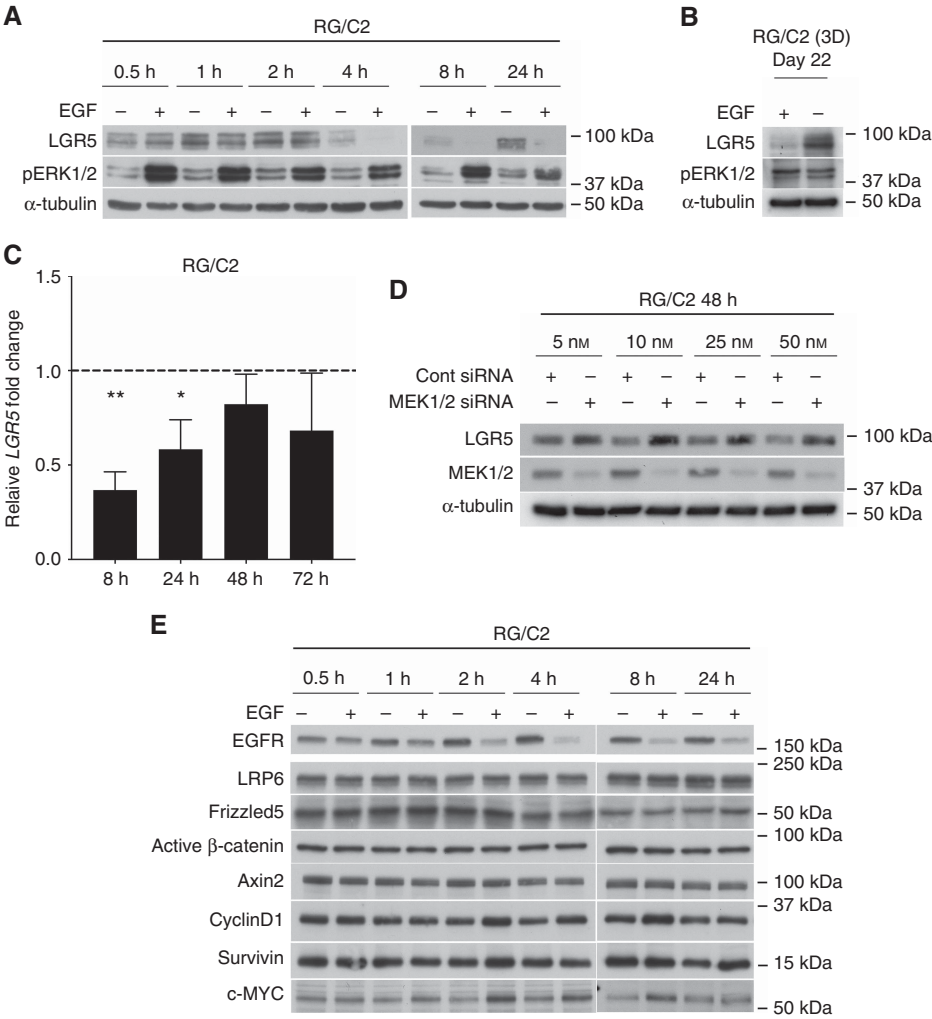 A
RG/C2
0.5 h 1 h 2 h 4 h 8 h 24 h
EGF – + – + – + – + – + – +
LGR5 – 100 kDa
pERK1/2 – 37 kDa
α-tubulin – 50 kDa
B
RG/C2 (3D)
Day 22
EGF + –
LGR5 – 100 kDa
pERK1/2 – 37 kDa
α-tubulin – 50 kDa
C
RG/C2
Relaive LGR5 fold change
1.5
1.0
0.5
0.0
** *
8 h 24 h 48 h 72 h
D
RG/C2 48 h
5 nM 10 nM 25 nM 50 nM
Cont siRNA + – + – + – + –
MEK1/2 siRNA – + – + – + – +
LGR5 – 100 kDa
MEK1/2 – 37 kDa
α-tubulin – 50 kDa
E
RG/C2
0.5 h 1 h 2 h 4 h 8 h 24 h
EGF – + – + – + – + – + – +
EGFR – 150 kDa
LRP6 – 250 kDa
Frizzled5 – 50 kDa
Active β-catenin – 100 kDa
Axin2 – 100 kDa
CyclinD1 – 37 kDa
Survivin – 15 kDa
c-MYC – 50 kDa